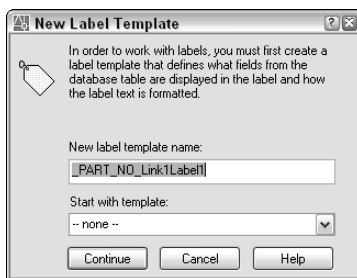 New Label Template
In order to work with labels, you must first create a
label template that defines what fields from the
database table are displayed in the label and how
the label text is formatted.
New label template name:
_PART_NO_Link1Label1
Start with template:
-- none --
Continue Cancel Help